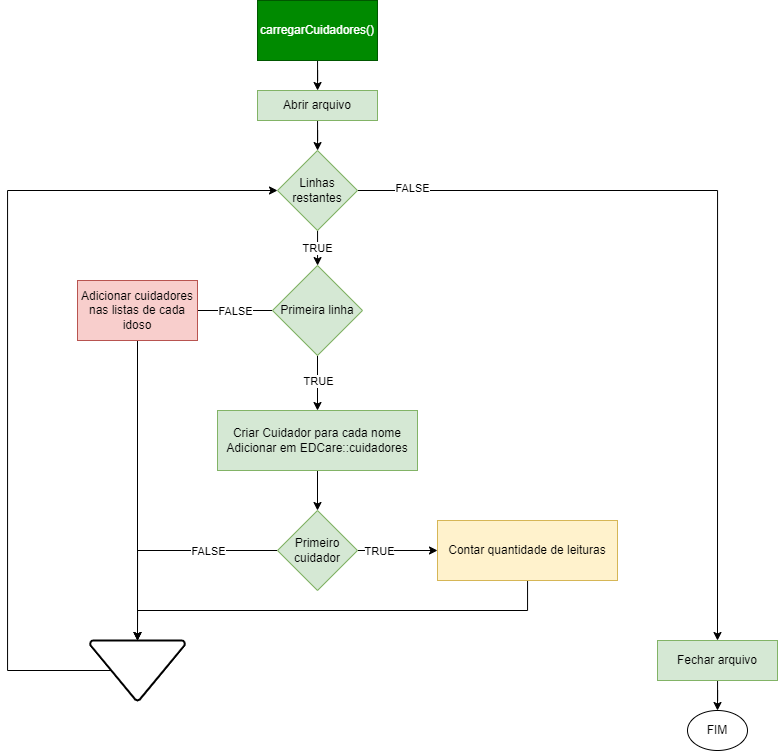 carregarCuidadores()
Abrir arquivo
Linhas
restantes
FALSE
TRUE
Adicionar cuidadores
nas listas de cada
idoso
FALSE
Primeira linha
TRUE
Criar Cuidador para cada nome
Adicionar em EDCare::cuidadores
FALSE
Primeiro
cuidador
TRUE
Contar quantidade de leituras
Fechar arquivo
FIM